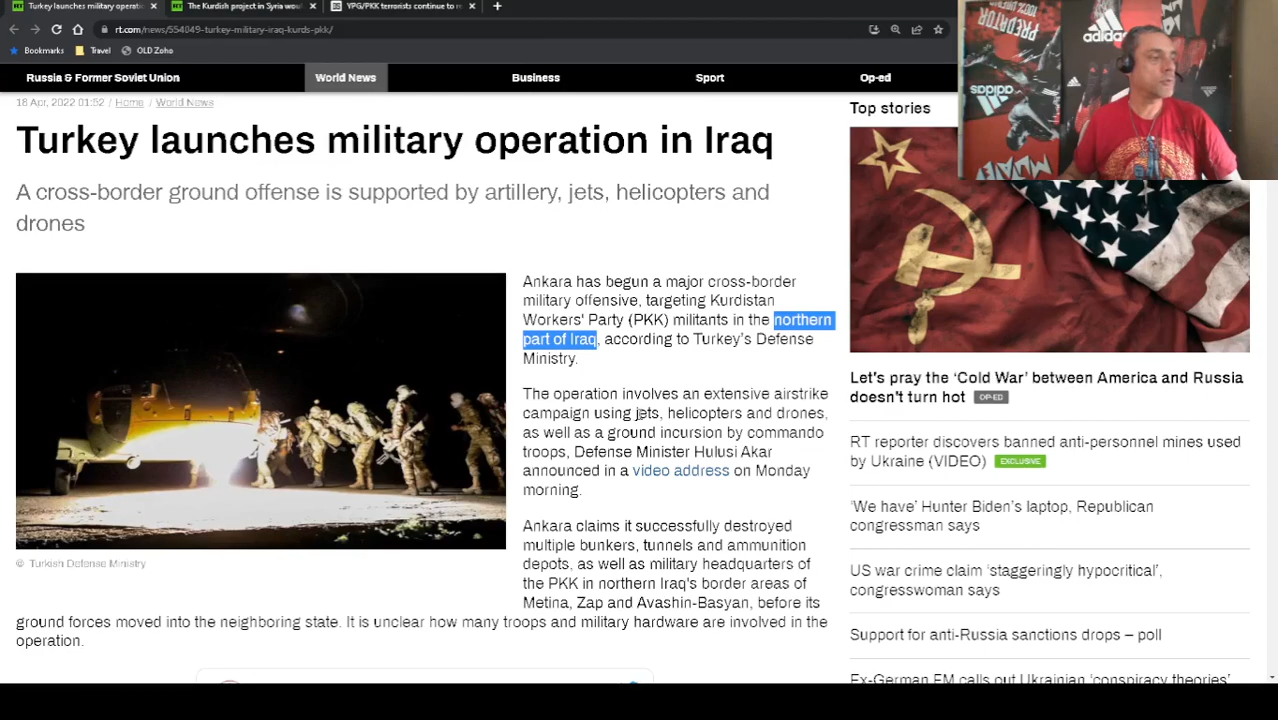 Turkey launches military operatio
The Kurdish project in Syria wou
YPG/PKK terrorists continue to
rt.com/news/554049-turkey-military-iraq-kurds-pkk/
Bookmarks Travel OLD Zoho
Russia & Former Soviet Union World News Business Sport Op-ed
18 Apr, 2022 01:52 / Home / World News
Turkey launches military operation in Iraq
A cross-border ground offense is supported by artillery, jets, helicopters and
drones
© Turkish Defense Ministry
Ankara has begun a major cross-border
military offensive, targeting Kurdistan
Workers' Party (PKK) militants in the northern
part of Iraq, according to Turkey's Defense
Ministry.
The operation involves an extensive airstrike
campaign using jets, helicopters and drones,
as well as a ground incursion by commando
troops, Defense Minister Hulusi Akar
announced in a video address on Monday
morning.
Ankara claims it successfully destroyed
multiple bunkers, tunnels and ammunition
depots, as well as military headquarters of
the PKK in northern Iraq's border areas of
Metina, Zap and Avashin-Basyan, before its
ground forces moved into the neighboring state. It is unclear how many troops and military hardware are involved in the
operation.
Top stories
Let's pray the 'Cold War' between America and Russia
doesn't turn hot OP-ED
RT reporter discovers banned anti-personnel mines used
by Ukraine (VIDEO) EXCLUSIVE
'We have' Hunter Biden's laptop, Republican
congressman says
US war crime claim 'staggeringly hypocritical',
congresswoman says
Support for anti-Russia sanctions drops – poll
Ex-German FM calls out Ukrainian 'conspiracy theories'
PREDATOR
100% UNFAIR
adidas
adidas